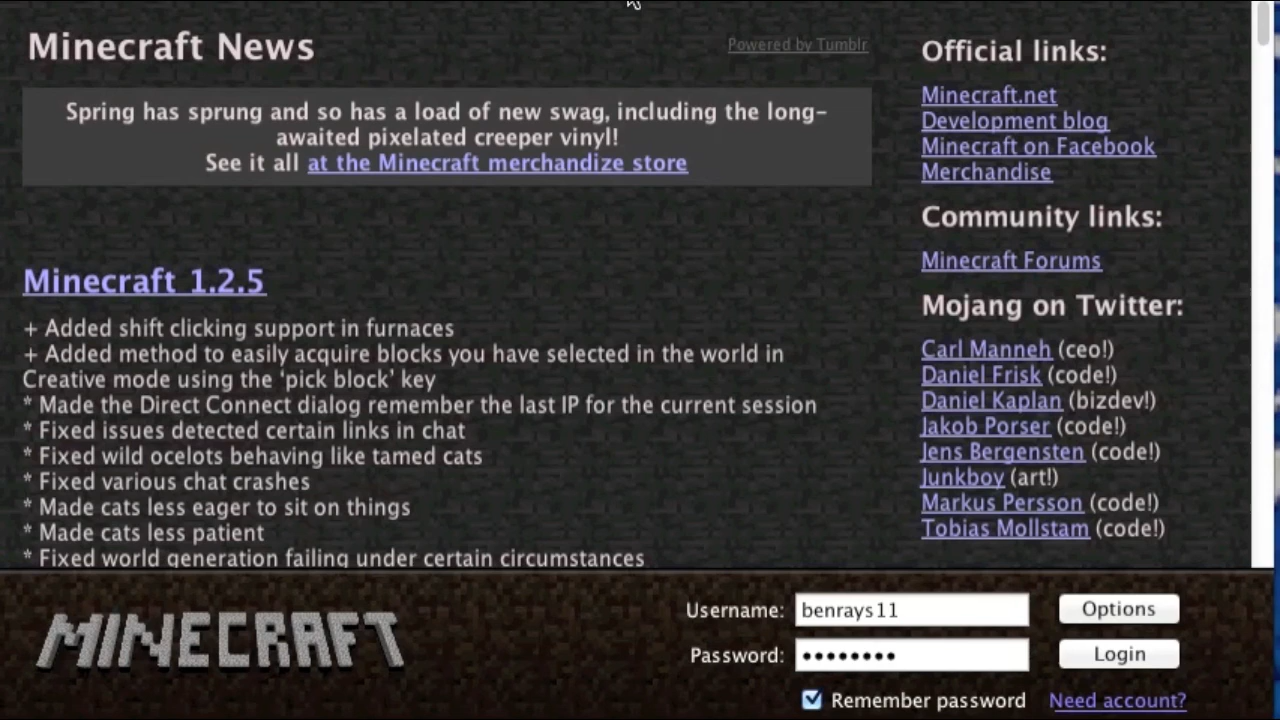 Minecraft News
Powered by Tumblr
Spring has sprung and so has a load of new swag, including the long-
awaited pixelated creeper vinyl!
See it all at the Minecraft merchandize store
Minecraft 1.2.5
+ Added shift clicking support in furnaces
+ Added method to easily acquire blocks you have selected in the world in
Creative mode using the ‘pick block’ key
* Made the Direct Connect dialog remember the last IP for the current session
* Fixed issues detected certain links in chat
* Fixed wild ocelots behaving like tamed cats
* Fixed various chat crashes
* Made cats less eager to sit on things
* Made cats less patient
* Fixed world generation failing under certain circumstances
Official links:
Minecraft.net
Development blog
Minecraft on Facebook
Merchandise
Community links:
Minecraft Forums
Mojang on Twitter:
Carl Manneh (ceo!)
Daniel Frisk (code!)
Daniel Kaplan (bizdev!)
Jakob Porser (code!)
Jens Bergensten (code!)
Junkboy (art!)
Markus Persson (code!)
Tobias Mollstam (code!)
MINECRAFT
Username: benrays11
Options
Password: ••••••••
Login
Remember password
Need account?